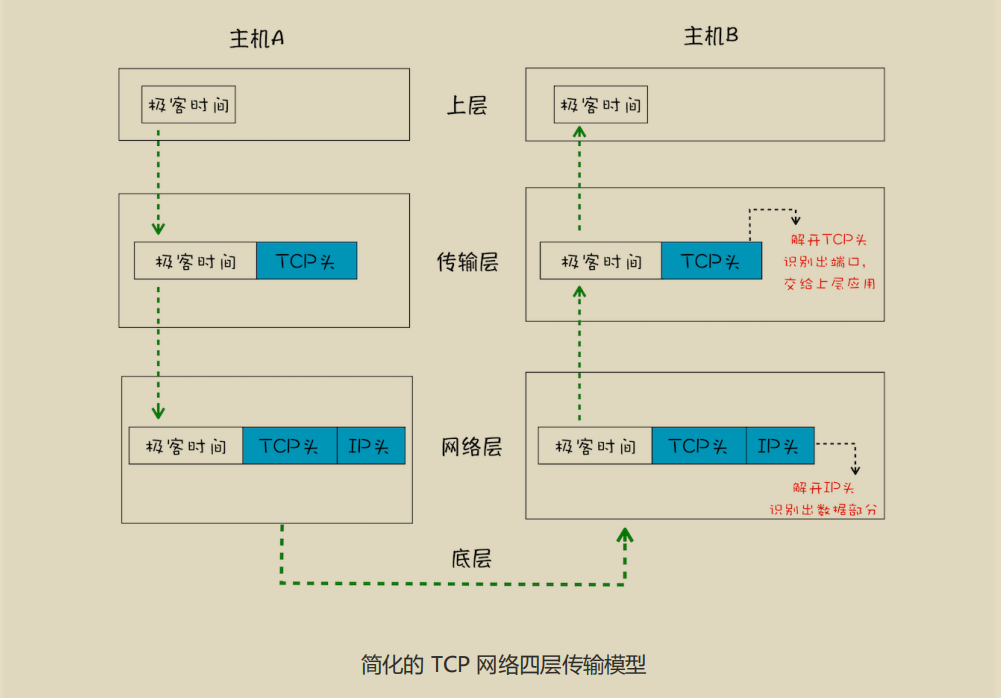 主机A
主机B
极客时间
上层
极客时间
极客时间 TCP头
传输层
极客时间 TCP头
解开TCP头
识别出端口,
交给上层应用
极客时间 TCP头 IP头
网络层
极客时间 TCP头 IP头
解开IP头
识别出数据部分
底层
简化的 TCP 网络四层传输模型